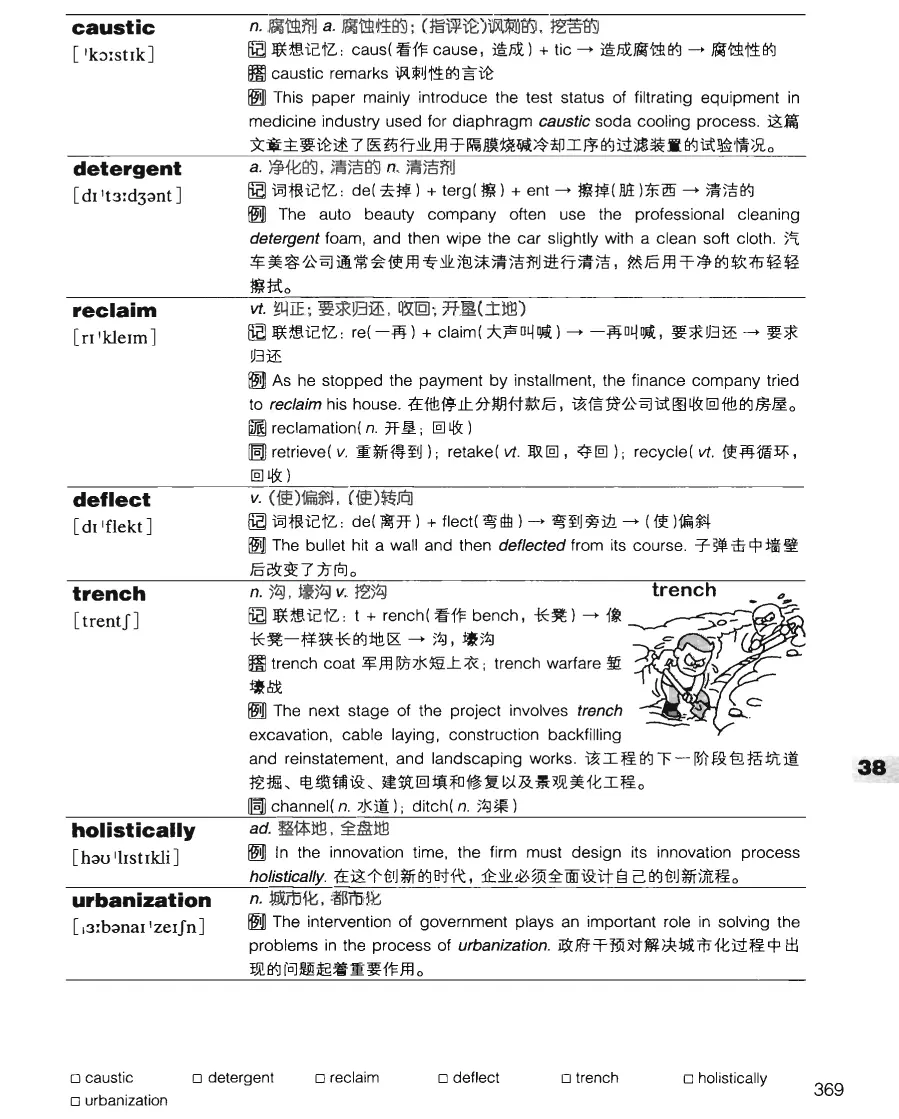 caustic n. 腐蚀剂 a. 腐蚀性的; (指评论)讽刺的, 挖苦的
[ˈkɔːstɪk] [记] 联想记忆: caus(看作 cause, 造成) + tic → 造成腐蚀的 → 腐蚀性的
[搭] caustic remarks 讽刺性的言论
[例] This paper mainly introduce the test status of filtrating equipment in
medicine industry used for diaphragm caustic soda cooling process. 这篇
文章主要论述了医药行业用于隔膜烧碱冷却工序的过滤装置的试验情况。
detergent a. 净化的, 清洁的 n. 清洁剂
[dɪˈtɜːdʒənt] [记] 词根记忆: de(去掉) + terg(擦) + ent → 擦掉(脏)东西 → 清洁的
[例] The auto beauty company often use the professional cleaning
detergent foam, and then wipe the car slightly with a clean soft cloth. 汽
车美容公司通常会使用专业泡沫清洁剂进行清洁, 然后用干净的软布轻轻
擦拭。
reclaim vt. 纠正; 要求归还, 收回; 开垦(土地)
[rɪˈkleɪm] [记] 联想记忆: re(一再) + claim(大声叫喊) → 一再叫喊, 要求归还 → 要求
归还
[例] As he stopped the payment by installment, the finance company tried
to reclaim his house. 在他停止分期付款后, 该信贷公司试图收回他的房屋。
[派] reclamation(n. 开垦; 回收)
[同] retrieve(v. 重新得到); retake(vt. 取回, 夺回); recycle(vt. 使再循环,
回收)
deflect v. (使)偏斜, (使)转向
[dɪˈflekt] [记] 词根记忆: de(离开) + flect(弯曲) → 弯到旁边 → (使)偏斜
[例] The bullet hit a wall and then deflected from its course. 子弹击中墙壁
后改变了方向。
trench n. 沟, 壕沟 v. 挖沟 trench
[trentʃ] [记] 联想记忆: t + rench(看作 bench, 长凳) → 像
长凳一样狭长的地区 → 沟, 壕沟
[搭] trench coat 军用防水短上衣; trench warfare 堑
壕战
[例] The next stage of the project involves trench
excavation, cable laying, construction backfilling
and reinstatement, and landscaping works. 该工程的下一阶段包括坑道
挖掘、电缆铺设、建筑回填和修复以及景观美化工程。
[同] channel(n. 水道); ditch(n. 沟渠)
38
holistically ad. 整体地, 全盘地
[həʊˈlɪstɪkli] [例] In the innovation time, the firm must design its innovation process
holistically. 在这个创新的时代, 企业必须全面设计自己的创新流程。
urbanization n. 城市化, 都市化
[ˌɜːbənaɪˈzeɪʃn] [例] The intervention of government plays an important role in solving the
problems in the process of urbanization. 政府干预对解决城市化过程中出
现的问题起着重要作用。
□ caustic □ detergent □ reclaim □ deflect □ trench □ holistically
□ urbanization
369